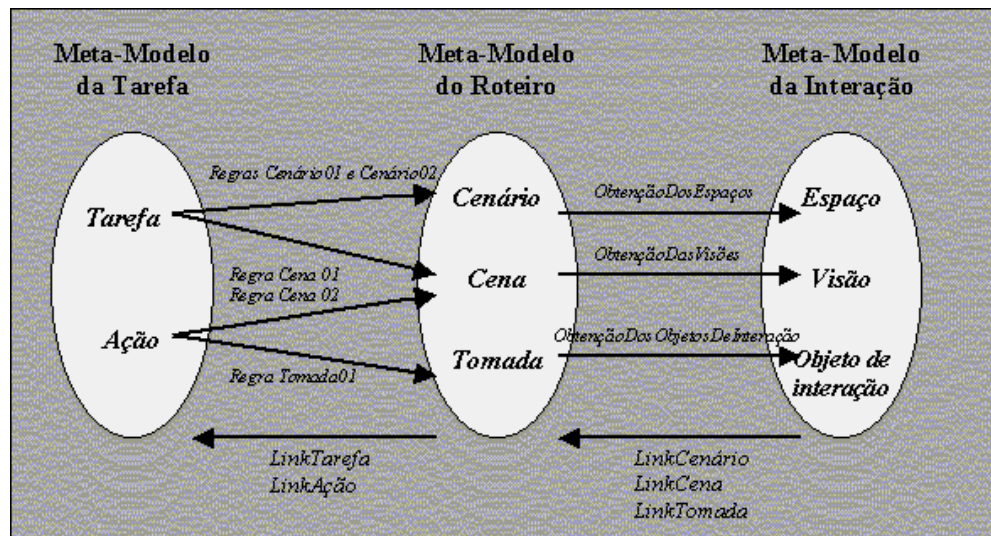 Meta-Modelo
da Tarefa
Meta-Modelo
do Roteiro
Meta-Modelo
da Interação
Regras Cenário01 e Cenário02
Tarefa
Cenário
ObtençãoDosEspaços
Espaço
ObtençãoDasVisões
Regra Cena 01
Regra Cena 02
Cena
Visão
Ação
ObtençãoDosObjetosDeInteração
Tomada
Objeto de
interação
Regra Tomada01
LinkTarefa
LinkAção
LinkCenário
LinkCena
LinkTomada